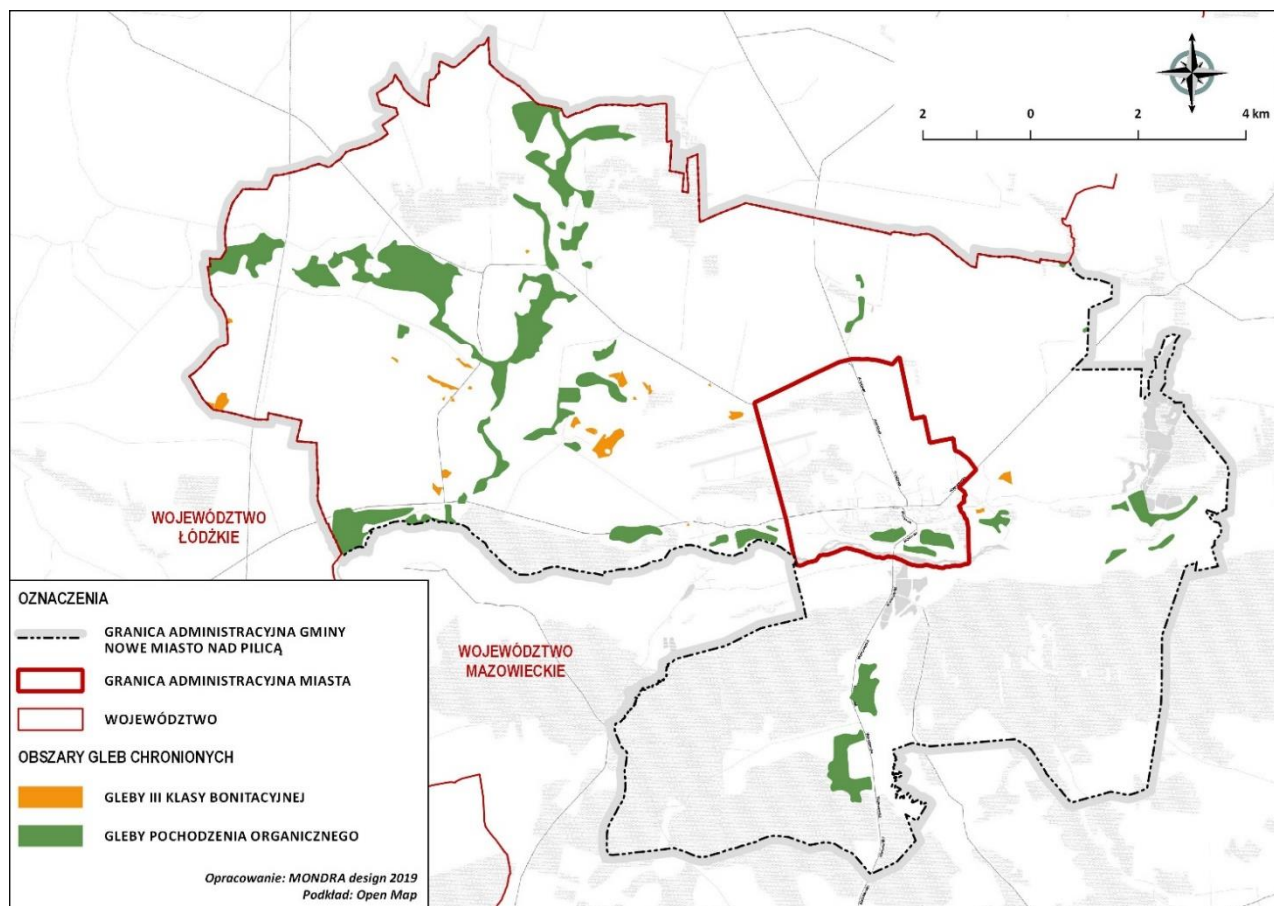 2 0 2 4 km
WOJEWÓDZTWO
ŁÓDZKIE
WOJEWÓDZTWO
MAZOWIECKIE
OZNACZENIA
GRANICA ADMINISTRACYJNA GMINY
NOWE MIASTO NAD PILICĄ
GRANICA ADMINISTRACYJNA MIASTA
WOJEWÓDZTWO
OBSZARY GLEB CHRONIONYCH
GLEBY III KLASY BONITACYJNEJ
GLEBY POCHODZENIA ORGANICZNEGO
Opracowanie: MONDRA design 2019
Podkład: Open Map